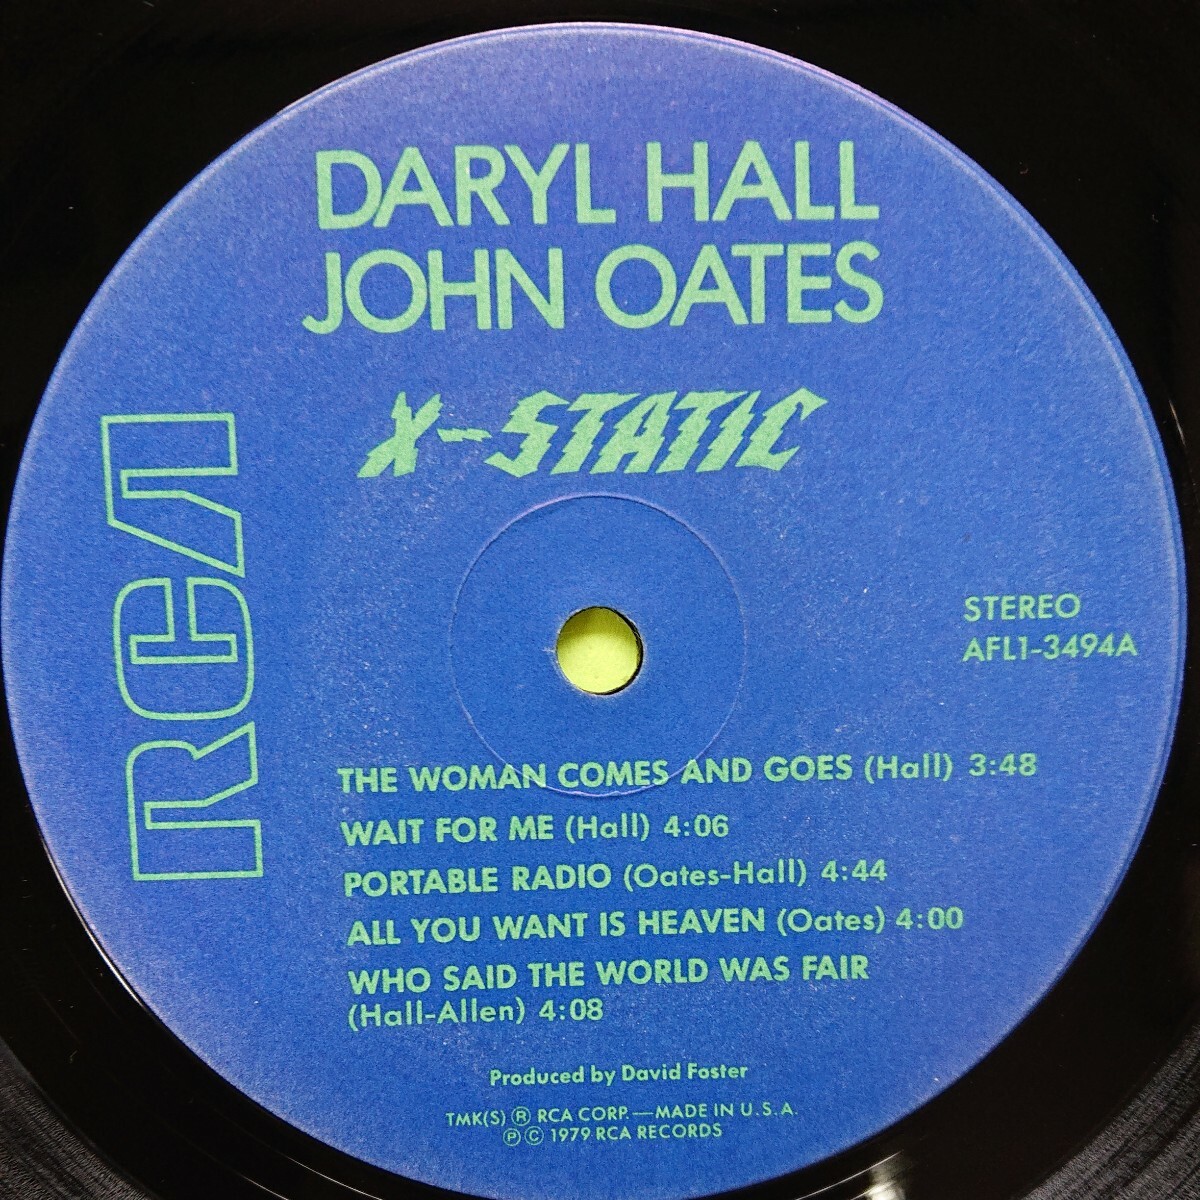 DARYL HALL
JOHN OATES
X-STATIC
RCA
STEREO
AFL1-3494A
THE WOMAN COMES AND GOES (Hall) 3:48
WAIT FOR ME (Hall) 4:06
PORTABLE RADIO (Oates-Hall) 4:44
ALL YOU WANT IS HEAVEN (Oates) 4:00
WHO SAID THE WORLD WAS FAIR
(Hall-Allen) 4:08
Produced by David Foster
TMK(S) ® RCA CORP.—MADE IN U.S.A.
℗ © 1979 RCA RECORDS